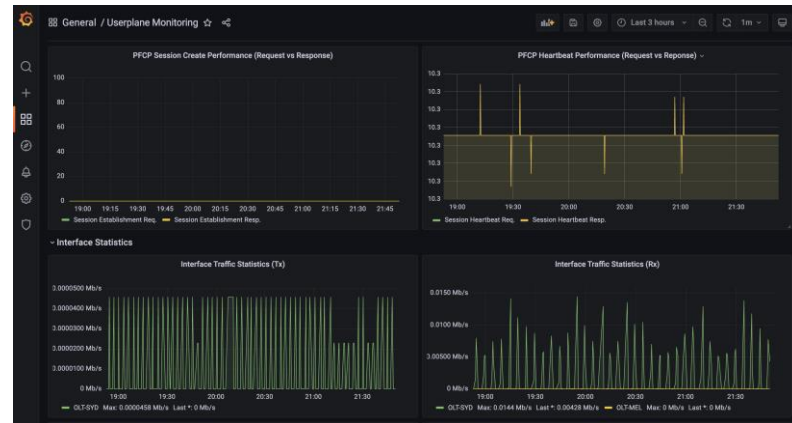 General / Userplane Monitoring
Last 3 hours
1m
PFCP Session Create Performance (Request vs Response)
100
80
60
40
20
0
19:00 19:15 19:30 19:45 20:00 20:15 20:30 20:45 21:00 21:15 21:30 21:45
Session Establishment Req. Session Establishment Resp.
PFCP Heartbeat Performance (Request vs Reponse)
10.3
10.3
10.3
10.3
10.3
10.3
10.3
10.3
19:00 19:30 20:00 20:30 21:00 21:30
Session Heartbeat Req. Session Heartbeat Resp.
Interface Statistics
Interface Traffic Statistics (Tx)
0.0000500 Mb/s
0.0000400 Mb/s
0.0000300 Mb/s
0.0000200 Mb/s
0.0000100 Mb/s
0 Mb/s
19:00 19:30 20:00 20:30 21:00 21:30
OLT-SYD Max: 0.0000458 Mb/s Last *: 0 Mb/s
Interface Traffic Statistics (Rx)
0.0150 Mb/s
0.0100 Mb/s
0.00500 Mb/s
0 Mb/s
19:00 19:30 20:00 20:30 21:00 21:30
OLT-SYD Max: 0.0144 Mb/s Last *: 0.00428 Mb/s OLT-MEL Max: 0 Mb/s Last *: 0 Mb/s